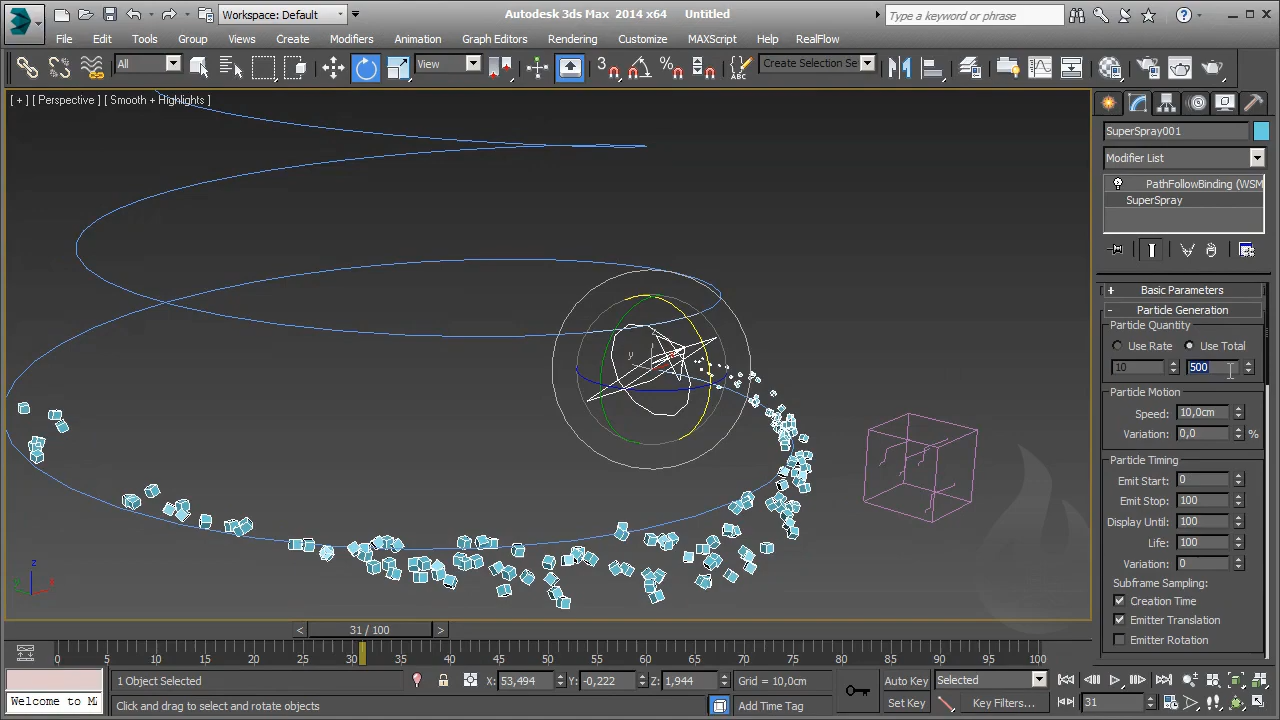 Workspace: Default
Autodesk 3ds Max 2014 x64 Untitled
Type a keyword or phrase
File Edit Tools Group Views Create Modifiers Animation Graph Editors Rendering Customize MAXScript Help RealFlow
All
View
3
Create Selection Se
[ + ] [ Perspective ] [ Smooth + Highlights ]
SuperSpray001
Modifier List
PathFollowBinding (WSM
SuperSpray
+ Basic Parameters
- Particle Generation
Particle Quantity
Use Rate Use Total
10 500
Particle Motion
Speed: 10,0cm
Variation: 0,0 %
Particle Timing
Emit Start: 0
Emit Stop: 100
Display Until: 100
Life: 100
Variation: 0
Subframe Sampling:
Creation Time
Emitter Translation
Emitter Rotation
y
z
x
< 31 / 100 >
0 5 10 15 20 25 30 35 40 45 50 55 60 65 70 75 80 85 90 95 100
1 Object Selected
X: 53,494 Y: -0,222 Z: 1,944 Grid = 10,0cm
Auto Key Selected
Welcome to M
Click and drag to select and rotate objects
Add Time Tag
Set Key Key Filters...
31